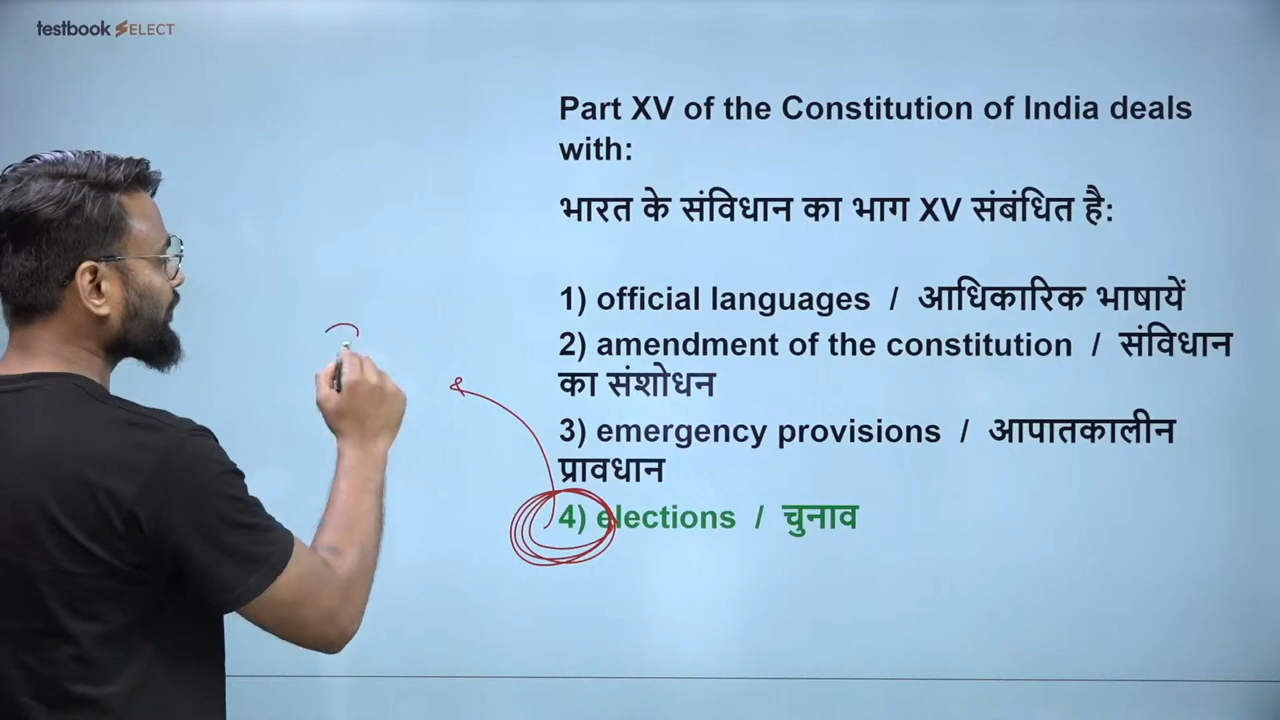 testbook SELECT
Part XV of the Constitution of India deals
with:
भारत के संविधान का भाग XV संबंधित है:
1) official languages / आधिकारिक भाषायें
2) amendment of the constitution / संविधान
का संशोधन
3) emergency provisions / आपातकालीन
प्रावधान
4) elections / चुनाव